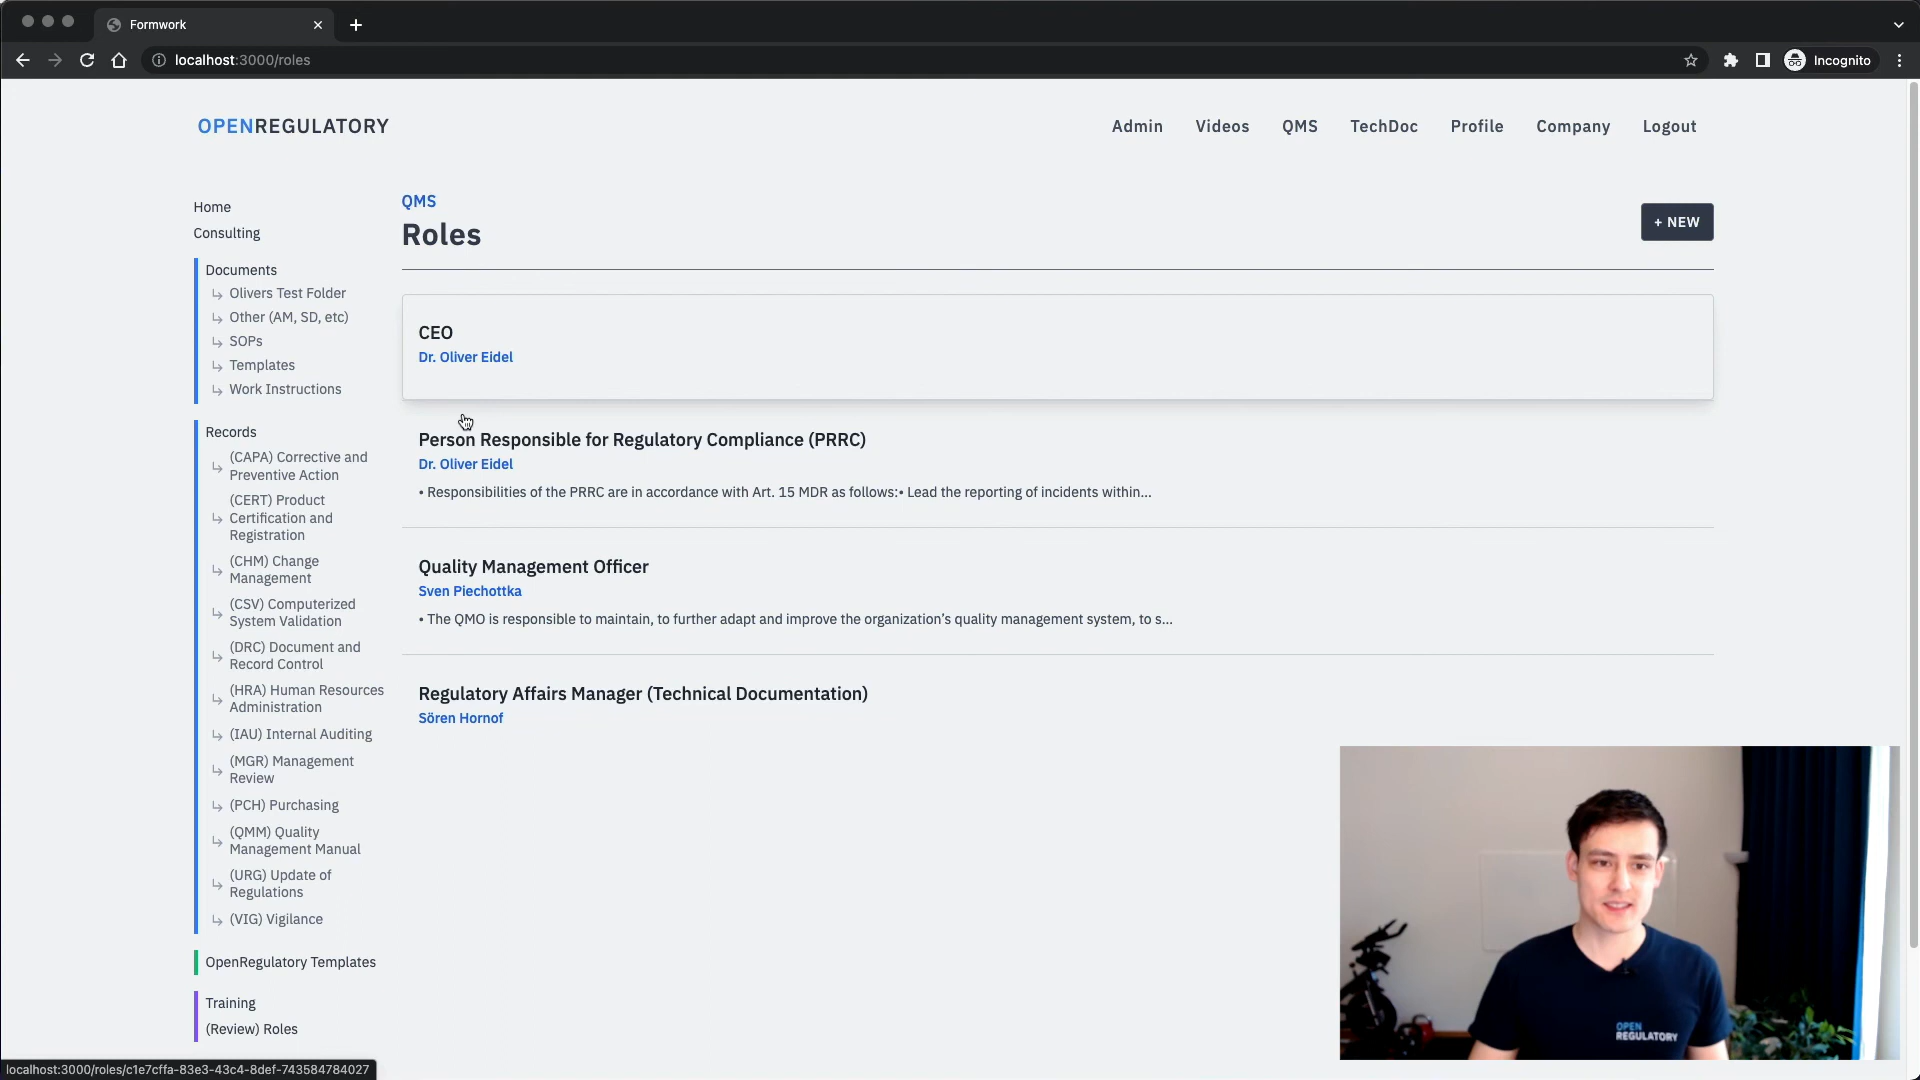 Formwork
localhost:3000/roles
Incognito
OPENREGULATORY
Admin
Videos
QMS
TechDoc
Profile
Company
Logout
Home
Consulting
Documents
Olivers Test Folder
Other (AM, SD, etc)
SOPs
Templates
Work Instructions
Records
(CAPA) Corrective and
Preventive Action
(CERT) Product
Certification and
Registration
(CHM) Change
Management
(CSV) Computerized
System Validation
(DRC) Document and
Record Control
(HRA) Human Resources
Administration
(IAU) Internal Auditing
(MGR) Management
Review
(PCH) Purchasing
(QMM) Quality
Management Manual
(URG) Update of
Regulations
(VIG) Vigilance
OpenRegulatory Templates
Training
(Review) Roles
QMS
Roles
+ NEW
CEO
Dr. Oliver Eidel
Person Responsible for Regulatory Compliance (PRRC)
Dr. Oliver Eidel
• Responsibilities of the PRRC are in accordance with Art. 15 MDR as follows:• Lead the reporting of incidents within...
Quality Management Officer
Sven Piechottka
• The QMO is responsible to maintain, to further adapt and improve the organization's quality management system, to s...
Regulatory Affairs Manager (Technical Documentation)
Sören Hornof
OPEN
REGULATORY
localhost:3000/roles/c1e7cffa-83e3-43c4-8def-743584784027